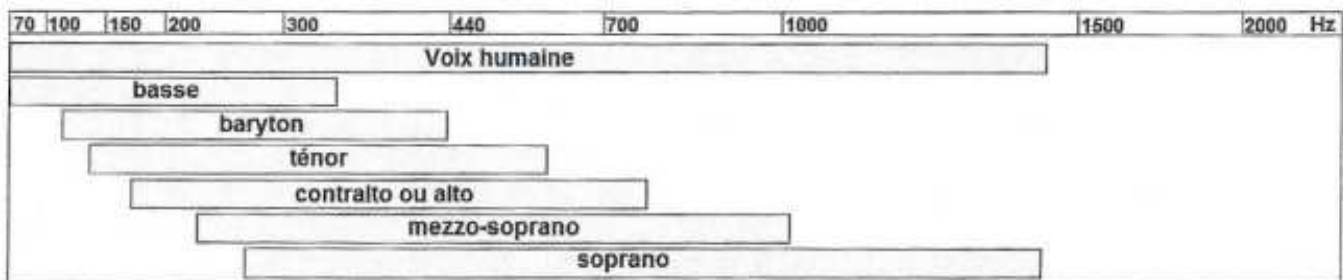 70 100 150 200 300 440 700 1000 1500 2000 Hz
Voix humaine
basse
baryton
ténor
contralto ou alto
mezzo-soprano
soprano